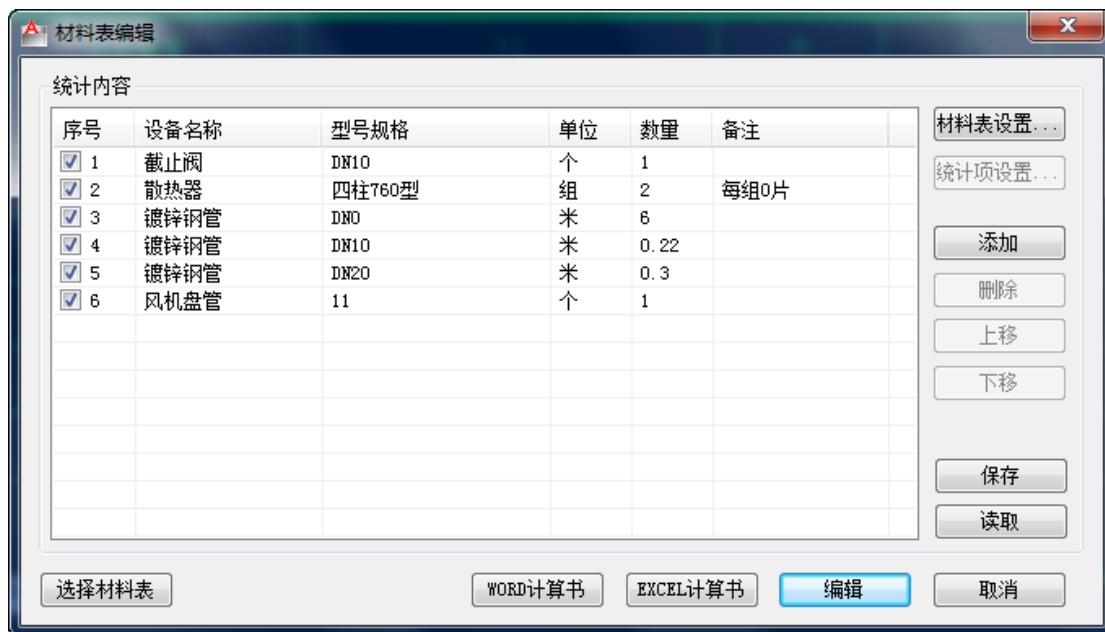 材料表编辑
统计内容
序号 设备名称 型号规格 单位 数量 备注
1 截止阀 DN10 个 1
2 散热器 四柱760型 组 2 每组0片
3 镀锌钢管 DN0 米 6
4 镀锌钢管 DN10 米 0.22
5 镀锌钢管 DN20 米 0.3
6 风机盘管 11 个 1
材料表设置...
统计项设置...
添加
删除
上移
下移
保存
读取
选择材料表 WORD计算书 EXCEL计算书 编辑 取消